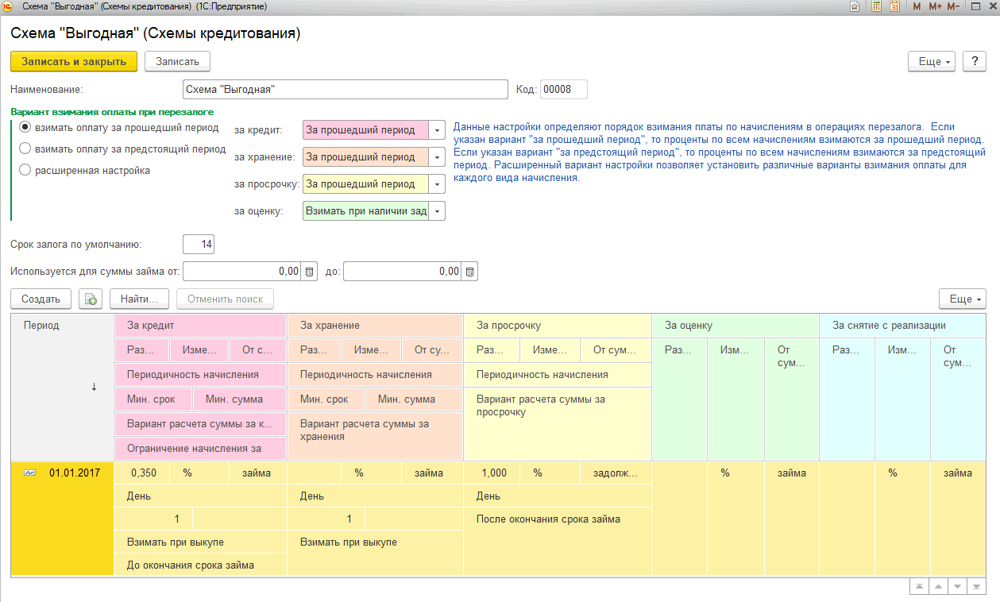 Схема "Выгодная" (Схемы кредитования) (1С:Предприятие)
31 M M+ M-
Схема "Выгодная" (Схемы кредитования)
Записать и закрыть
Записать
Еще
?
Наименование: Схема "Выгодная" Код: 00008
Вариант взимания оплаты при перезалоге
взимать оплату за прошедший период
взимать оплату за предстоящий период
расширенная настройка
за кредит: За прошедший период
за хранение: За прошедший период
за просрочку: За прошедший период
за оценку: Взимать при наличии зад
Данные настройки определяют порядок взимания платы по начислениям в операциях перезалога. Если
указан вариант "за прошедший период", то проценты по всем начислениям взимаются за прошедший период.
Если указан вариант "за предстоящий период", то проценты по всем начислениям взимаются за предстоящий
период. Расширенный вариант настройки позволяет установить различные варианты взимания оплаты для
каждого вида начисления.
Срок залога по умолчанию: 14
Используется для суммы займа от: 0,00 до: 0,00
Создать
Найти...
Отменить поиск
Еще
Период За кредит За хранение За просрочку За оценку За снятие с реализации
Раз... Изме... От с... Раз... Изме... От су... Раз... Изме... От сум... Раз... Изм... От Раз... Изм... От
сум... сум...
Периодичность начисления Периодичность начисления Периодичность начисления
Мин. срок Мин. сумма Мин. срок Мин. сумма Вариант расчета суммы за
просрочку
Вариант расчета суммы за к... Вариант расчета суммы за
хранения
Ограничение начисления за
01.01.2017 0,350 % займа % займа 1,000 % задолж... % займа % займа
День День День
1 1 После окончания срока займа
Взимать при выкупе Взимать при выкупе
До окончания срока займа